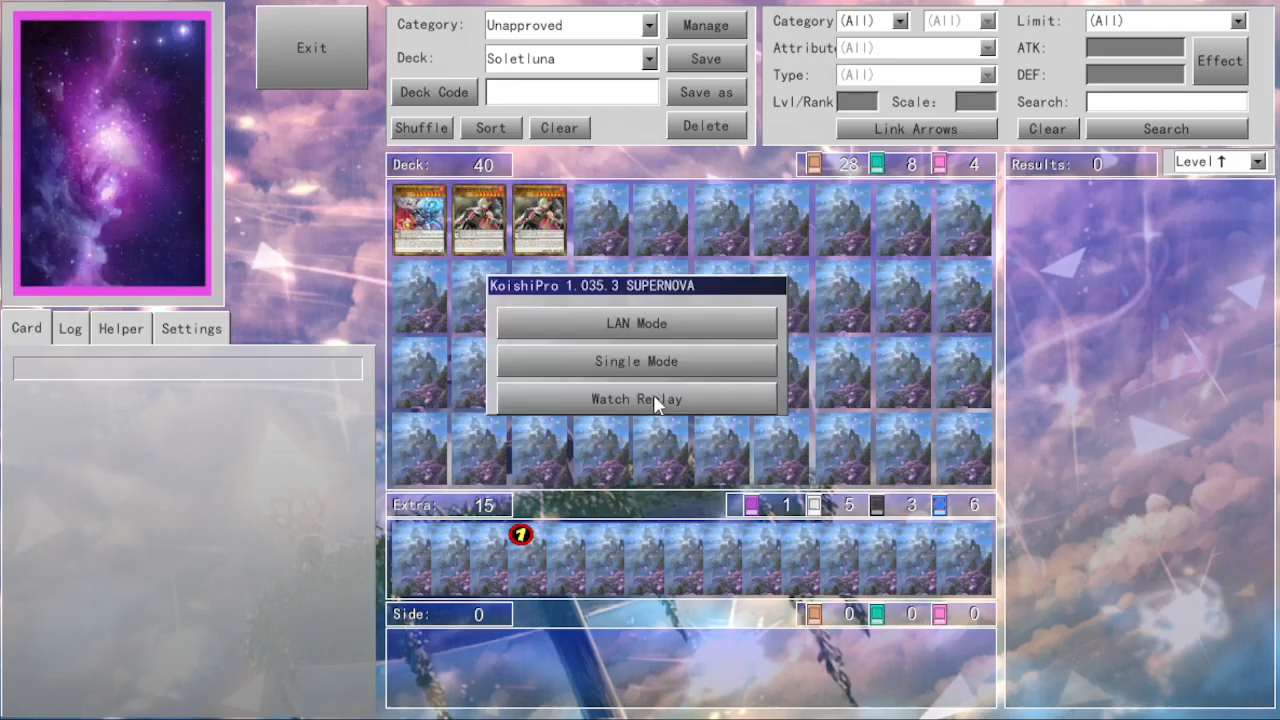 Exit
Category:
Unapproved
Manage
Deck:
Soletluna
Save
Deck Code
Save as
Shuffle
Sort
Clear
Delete
Category
(All)
(All)
Limit:
(All)
Attribute
(All)
ATK:
Type:
(All)
DEF:
Effect
Lvl/Rank
Scale:
Search:
Link Arrows
Clear
Search
Deck: 40
28
8
4
Results: 0
Level↑
Card
Log
Helper
Settings
KoishiPro 1.035.3 SUPERNOVA
LAN Mode
Single Mode
Watch Replay
Extra: 15
1
5
3
6
1
Side: 0
0
0
0